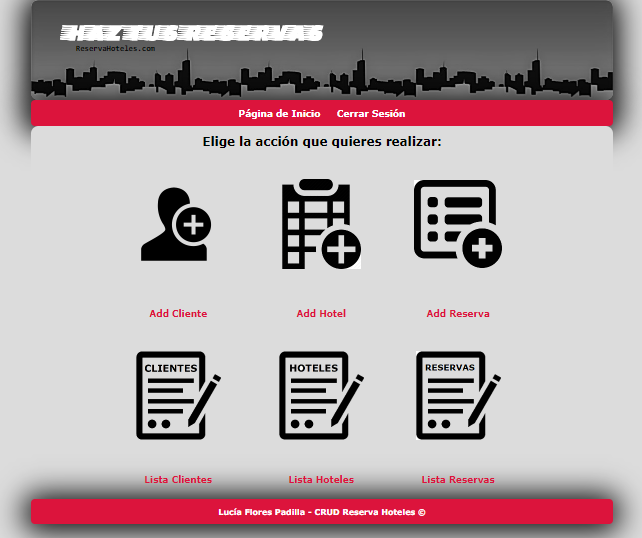 HAZ TUS RESERVAS
ReservaHoteles.com
Página de Inicio Cerrar Sesión
Elige la acción que quieres realizar:
Add Cliente Add Hotel Add Reserva
CLIENTES HOTELES RESERVAS
Lista Clientes Lista Hoteles Lista Reservas
Lucía Flores Padilla - CRUD Reserva Hoteles ©